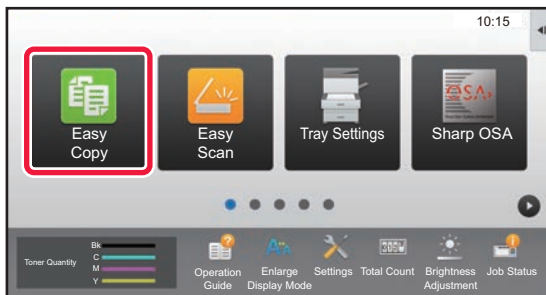 10:15
Easy
Copy
Easy
Scan
Tray Settings
OSA
Sharp OSA
Toner Quantity
Bk
C
M
Y
Operation
Guide
Enlarge
Display Mode
Settings
Total Count
Brightness
Adjustment
Job Status